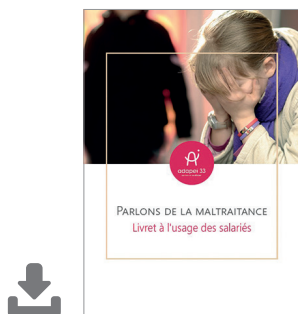 adapei 33
PARLONS DE LA MALTRAITANCE
Livret à l'usage des salariés